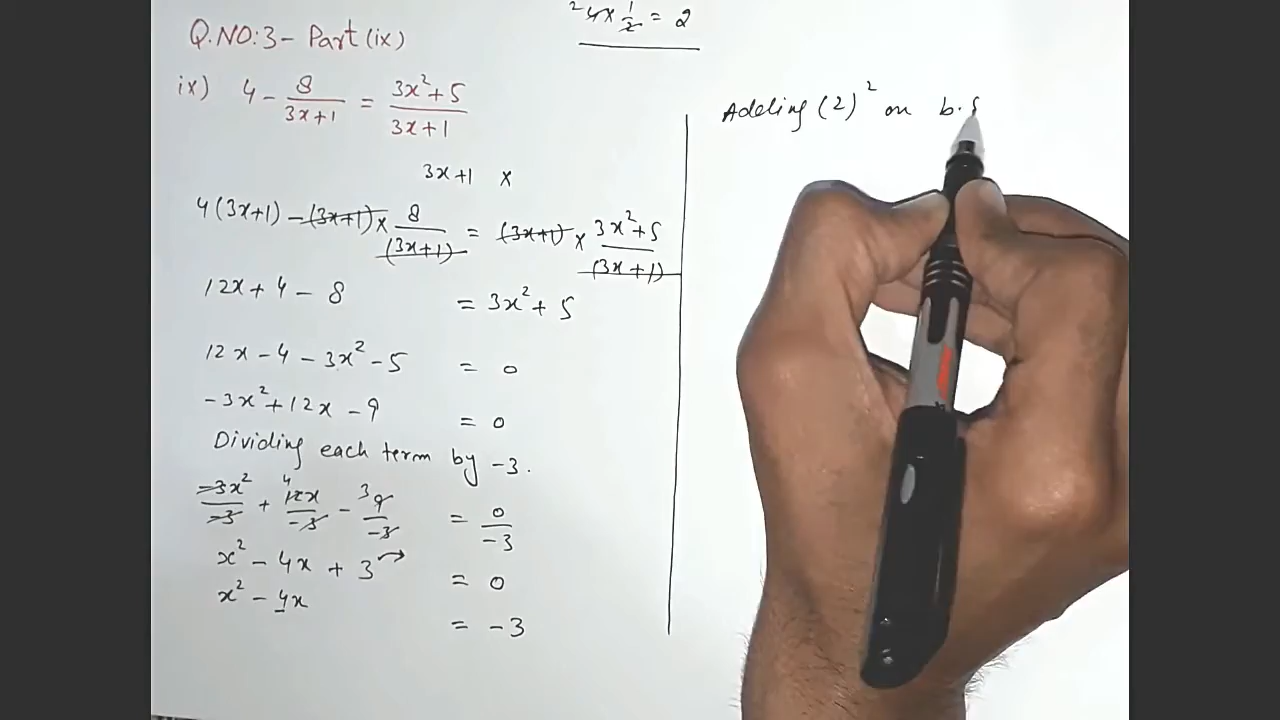 4 × 1/2 = 2
Q.NO:3 - Part (ix)
ix) 4 - 8/(3x+1) = (3x²+5)/(3x+1)
3x+1 ×
4(3x+1) - (3x+1) × 8/(3x+1) = (3x+1) × (3x²+5)/(3x+1)
12x + 4 - 8 = 3x² + 5
12x - 4 - 3x² - 5 = 0
-3x² + 12x - 9 = 0
Dividing each term by -3.
-3x²/-3 + 12x/-3 - 9/-3 = 0/-3
x² - 4x + 3 = 0
x² - 4x = -3
Adding (2)² on b.s